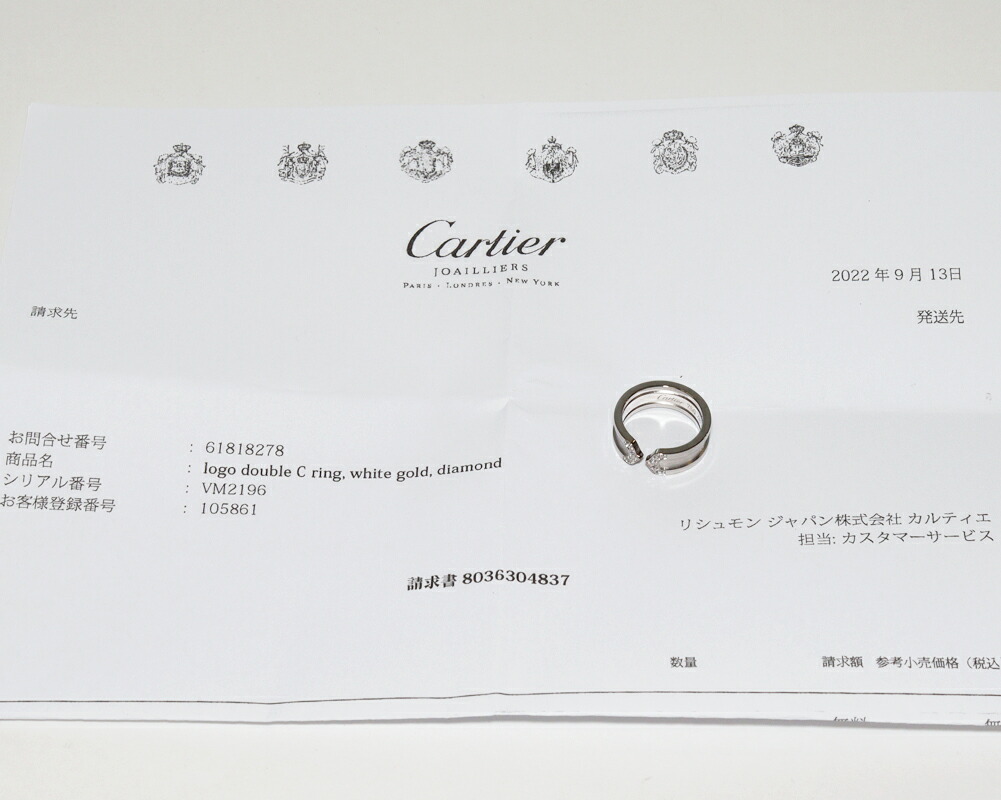 Cartier
JOAILLIERS
PARIS · LONDRES · NEW YORK
2022 年 9 月 13日
請求先
発送先
Cartier
お問合せ番号 : 61818278
商品名 : logo double C ring, white gold, diamond
シリアル番号 : VM2196
お客様登録番号 : 105861
リシュモン ジャパン株式会社 カルティエ
担当: カスタマーサービス
請求書 8036304837
数量 請求額 参考小売価格（税込